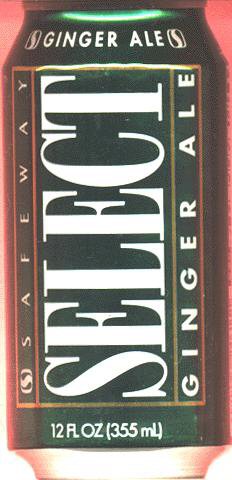 GINGER ALE
SAFEWAY
SELECT
GINGER ALE
12 FL OZ (355 mL)